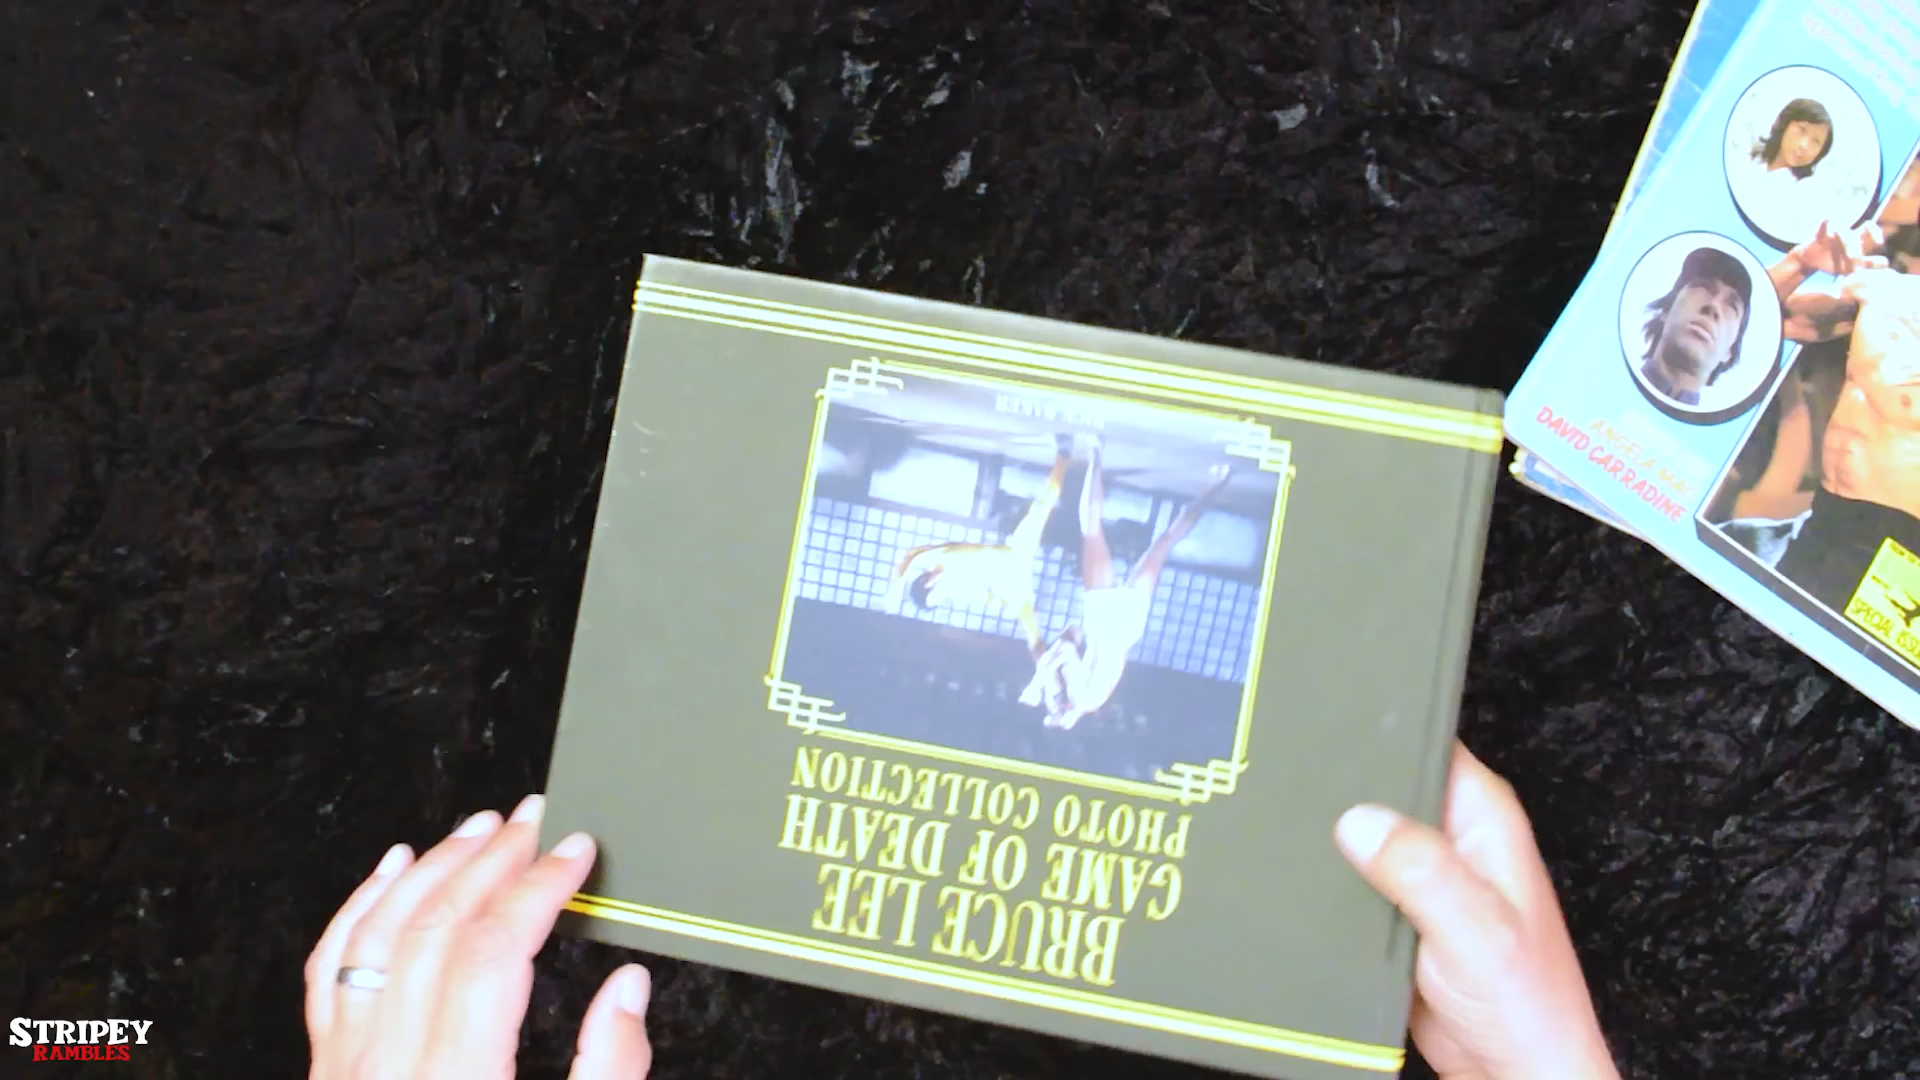 BRUCE LEE
GAME OF DEATH
PHOTO COLLECTION
ANGELA MAO
DAVID CARRADINE
SPECIAL ISSUE
STRIPEY
RAMBLES